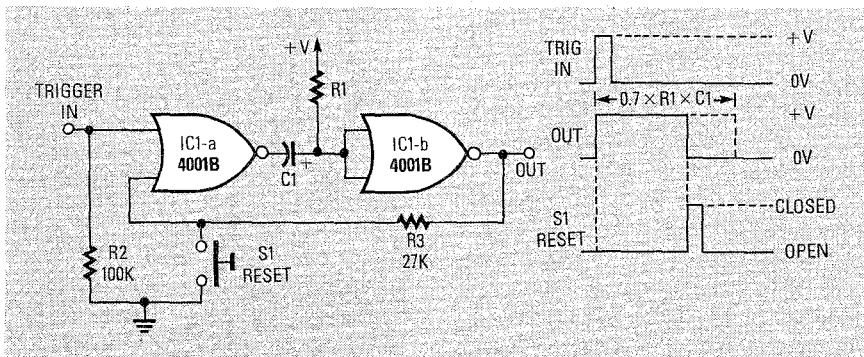 TRIGGER
IN
IC1-a
4001B
C1
+
+V
R1
IC1-b
4001B
OUT
R2
100K
S1
RESET
R3
27K
TRIG
IN
+V
0V
0.7 × R1 × C1
OUT
+V
0V
S1
RESET
CLOSED
OPEN